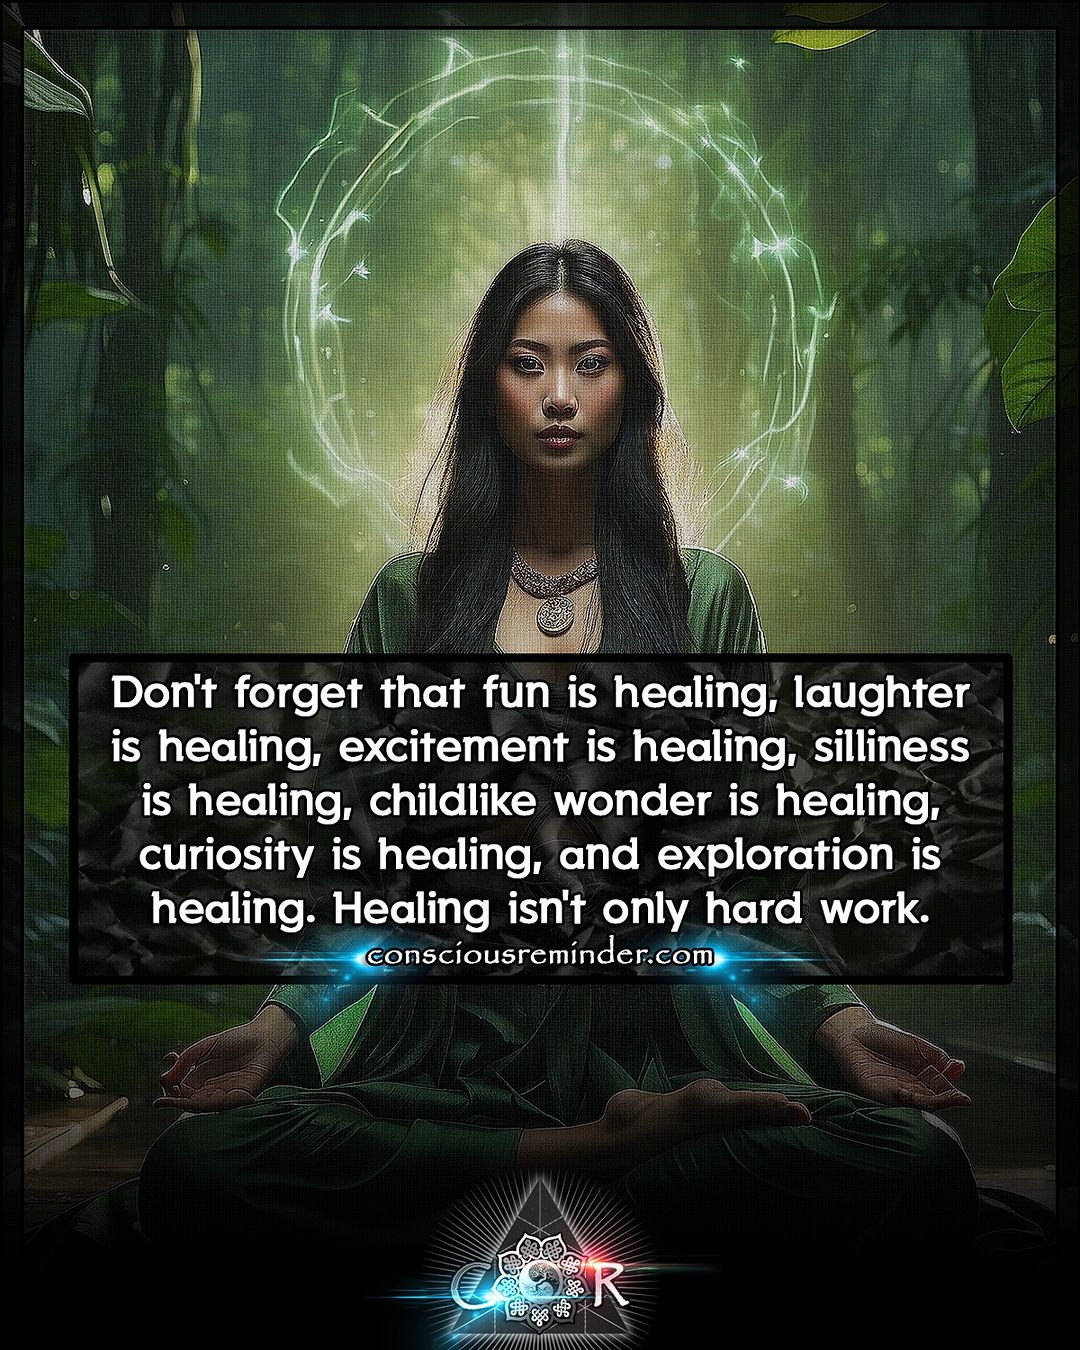 Don't forget that fun is healing, laughter
is healing, excitement is healing, silliness
is healing, childlike wonder is healing,
curiosity is healing, and exploration is
healing. Healing isn't only hard work.
consciousreminder.com
C R